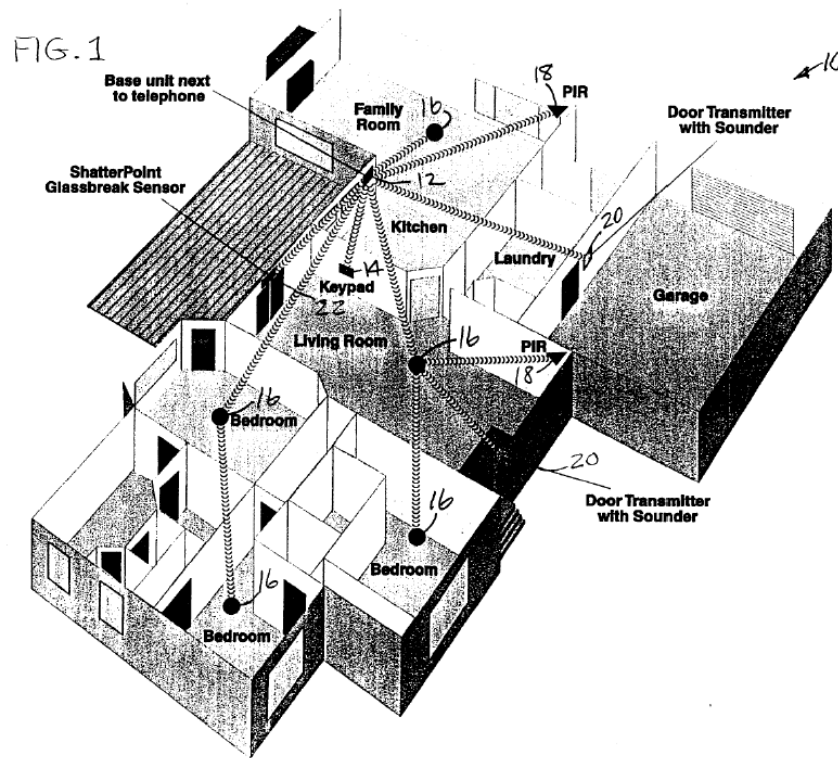 FIG. 1
Base unit next
to telephone
Family
Room
16
18
PIR
10
Door Transmitter
with Sounder
ShatterPoint
Glassbreak Sensor
12
Kitchen
20
14
Keypad
Laundry
22
Garage
Living Room
16
PIR
18
16
Bedroom
20
Door Transmitter
with Sounder
16
Bedroom
16
Bedroom